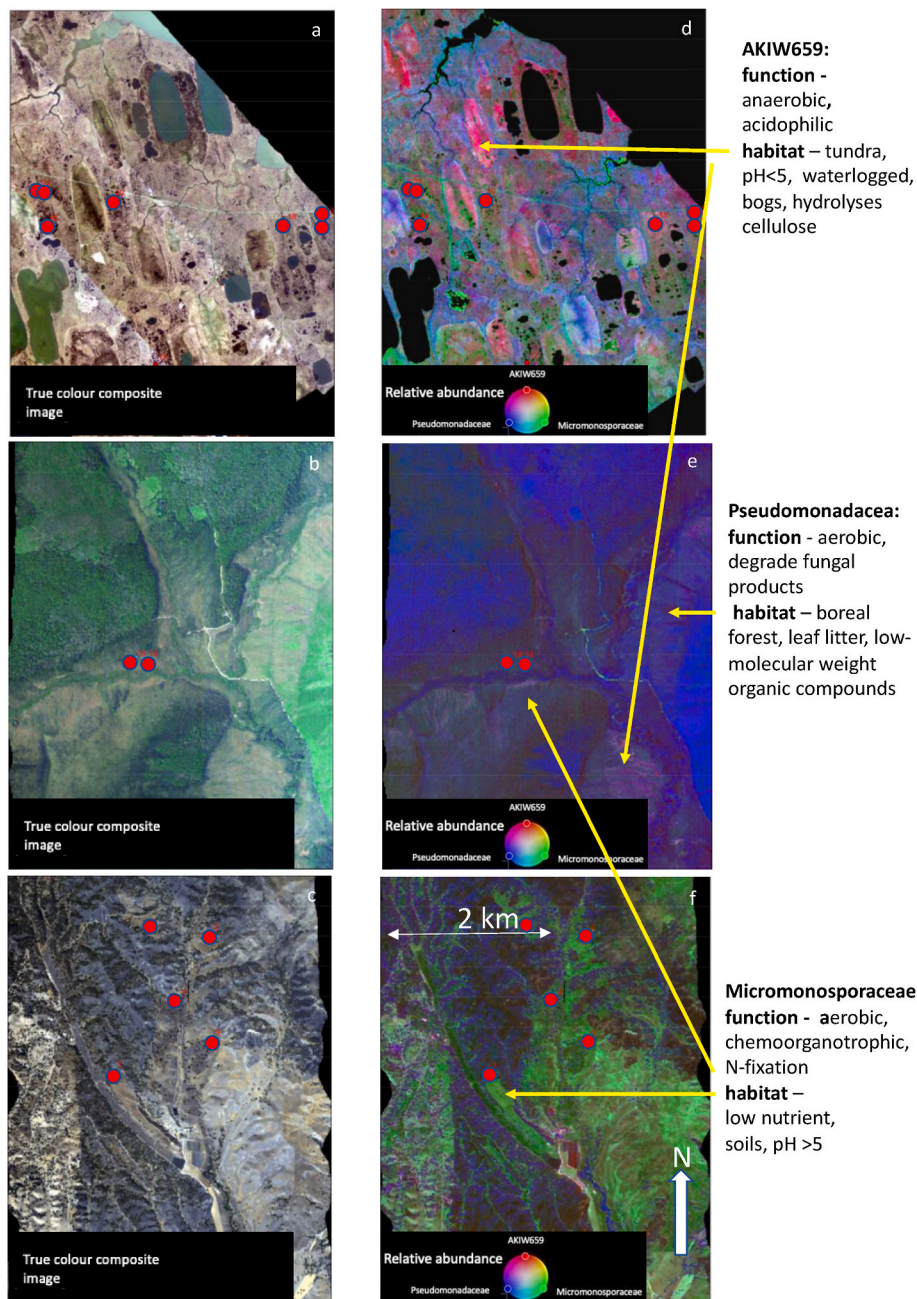 a
True colour composite
image
d
AKIW659
Relative abundance
Pseudomonadaceae
Micromonosporaceae
AKIW659:
function -
anaerobic,
acidophilic
habitat – tundra,
pH<5, waterlogged,
bogs, hydrolyses
cellulose
b
True colour composite
image
e
AKIW659
Relative abundance
Pseudomonadaceae
Micromonosporaceae
Pseudomonadacea:
function - aerobic,
degrade fungal
products
habitat – boreal
forest, leaf litter, low-
molecular weight
organic compounds
c
True colour composite
image
f
2 km
N
AKIW659
Relative abundance
Pseudomonadaceae
Micromonosporaceae
Micromonosporaceae
function - aerobic,
chemoorganotrophic,
N-fixation
habitat –
low nutrient,
soils, pH >5